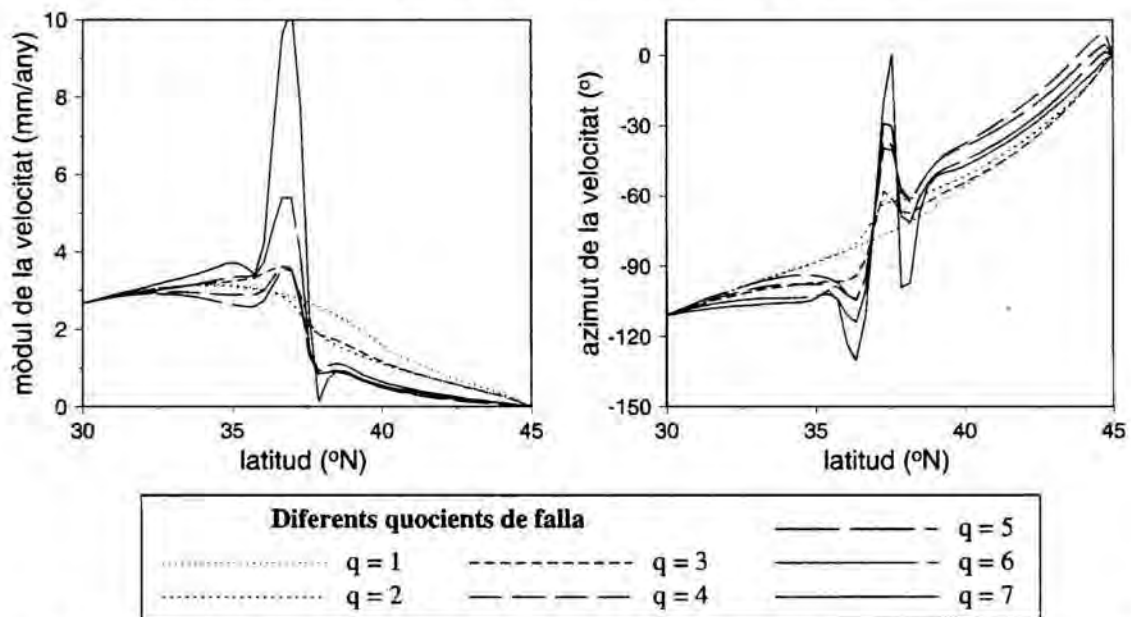 mòdul de la velocitat (mm/any)
10
8
6
4
2
0
30
35
40
45
latitud (ºN)
azimut de la velocitat (º)
0
-30
-60
-90
-120
-150
30
35
40
45
latitud (ºN)
Diferents quocients de falla
q = 1
q = 2
q = 3
q = 4
q = 5
q = 6
q = 7